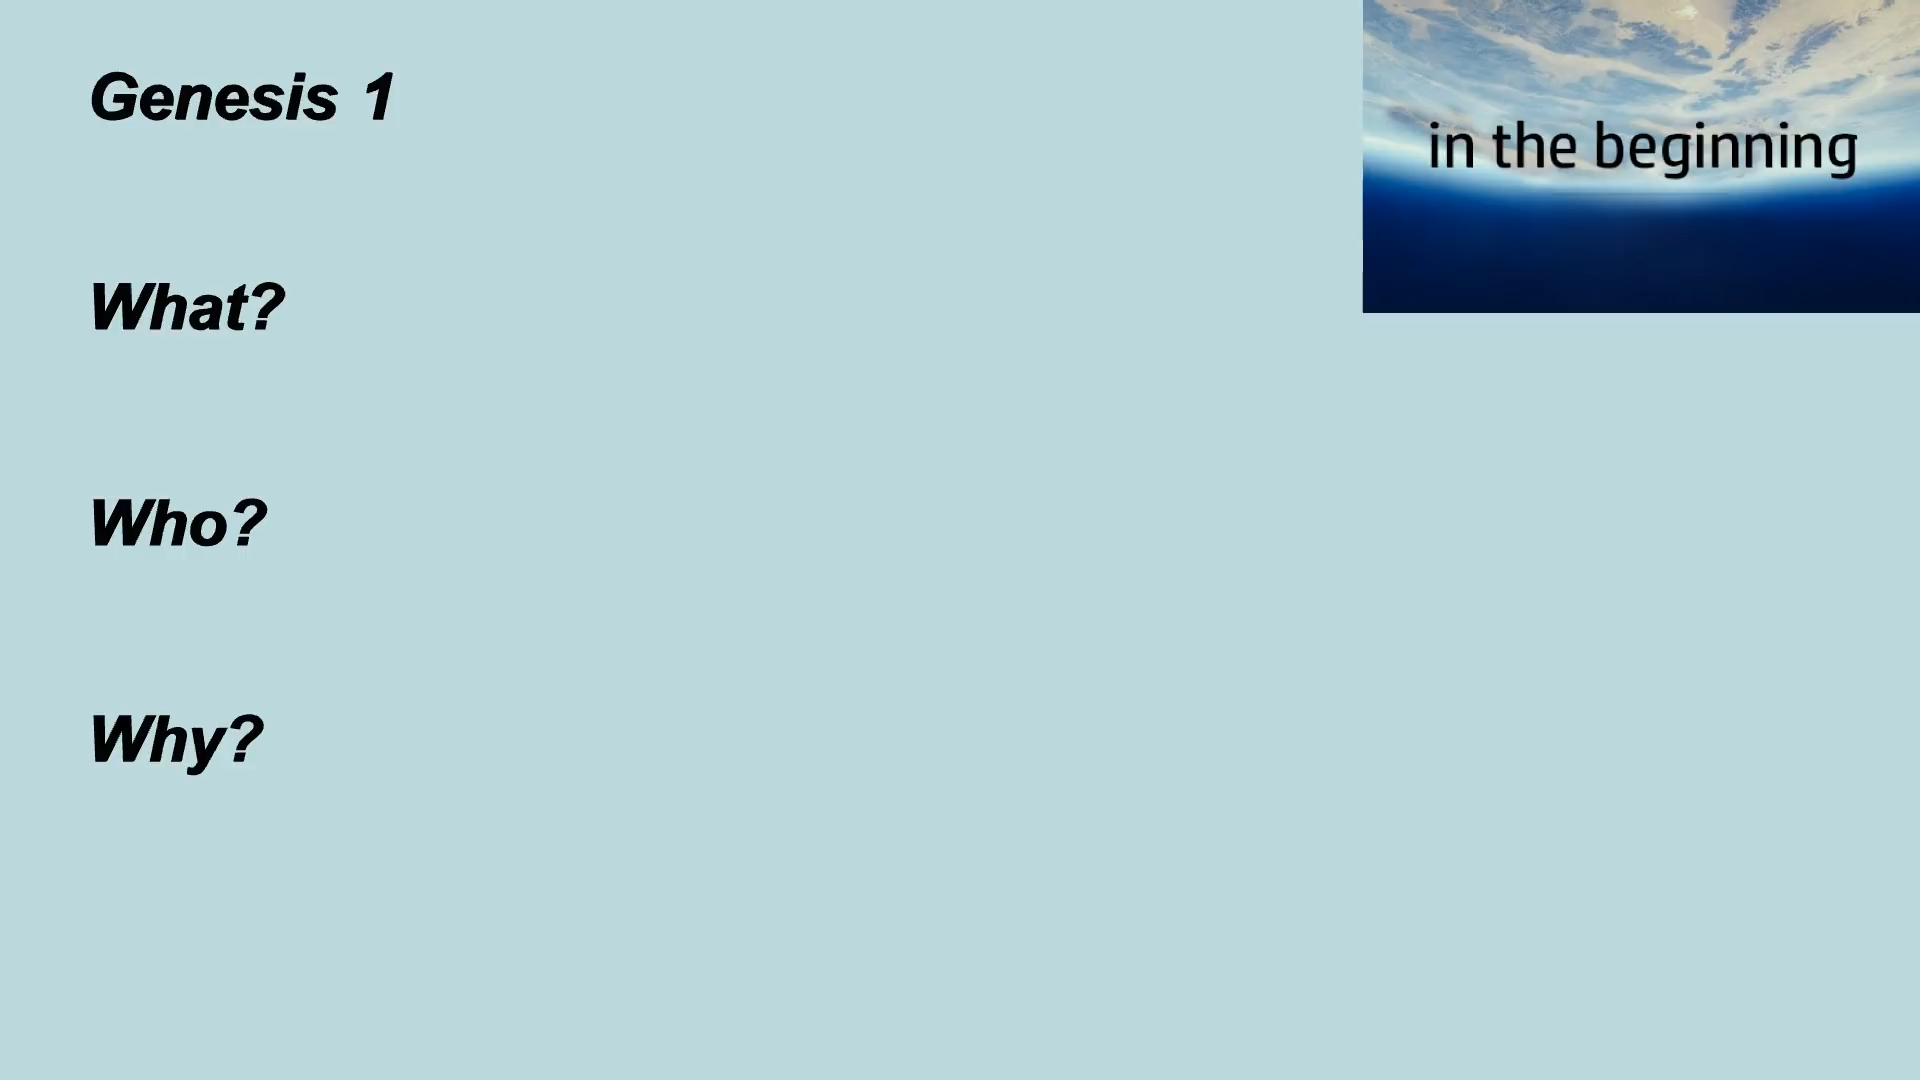 Genesis 1
in the beginning
What?
Who?
Why?